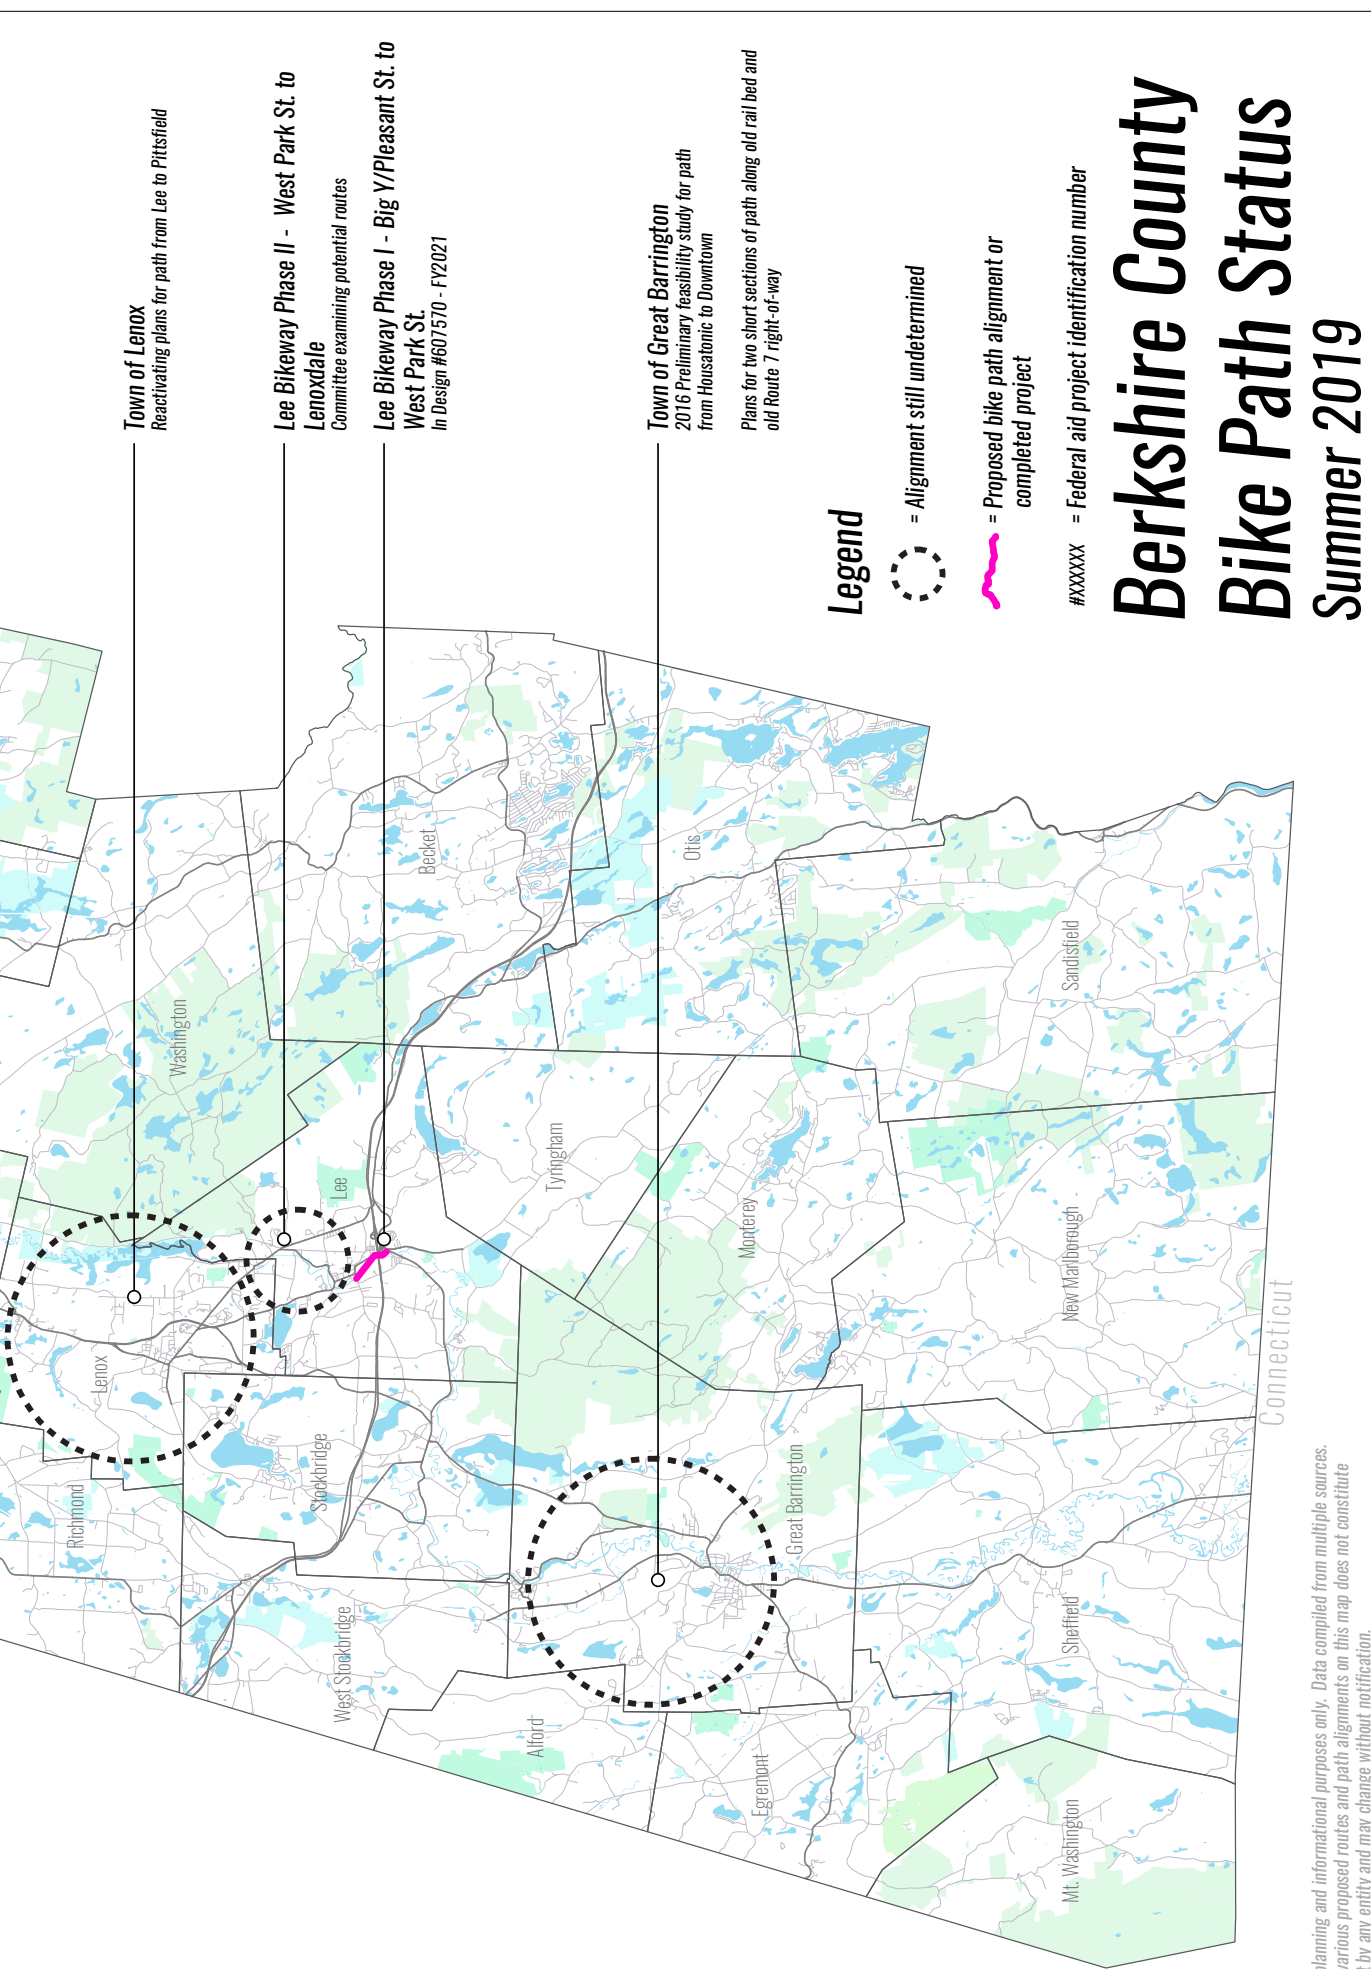 Town of Lenox
Reactivating plans for path from Lee to Pittsfield
Lee Bikeway Phase II - West Park St. to
Lenoxdale
Committee examining potential routes
Lee Bikeway Phase I - Big Y/Pleasant St. to
West Park St.
In Design #607570 - FY2021
Town of Great Barrington
2016 Preliminary feasibility study for path
from Housatonic to Downtown
Plans for two short sections of path along old rail bed and
old Route 7 right-of-way
Legend
= Alignment still undetermined
= Proposed bike path alignment or
completed project
#XXXXXX = Federal aid project identification number
Berkshire County
Bike Path Status
Summer 2019
Washington
Becket
Otis
Sandisfield
Lee
Tyringham
Monterey
New Marlborough
Lenox
Richmond
Stockbridge
Great Barrington
West Stockbridge
Alford
Egremont
Sheffield
Mt. Washington
Connecticut
planning and informational purposes only. Data compiled from multiple sources.
various proposed routes and path alignments on this map does not constitute
by any entity and may change without notification.